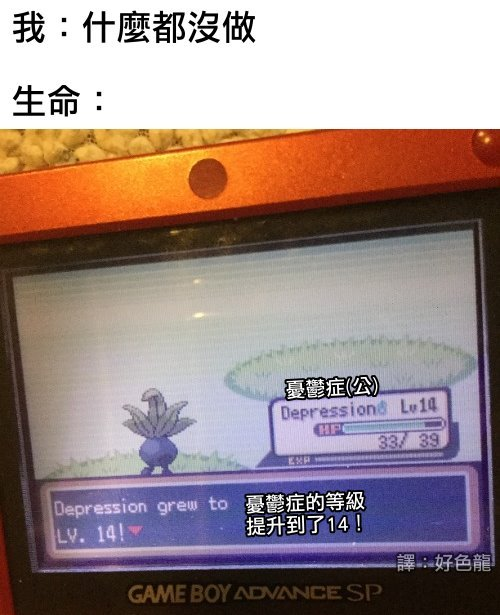 我：什麼都沒做
生命：
憂鬱症(公)
Depression♂ Lv14
HP
33/ 39
EXP
Depression grew to
LV. 14!
憂鬱症的等級
提升到了14！
譯：好色龍
GAME BOY ADVANCE SP